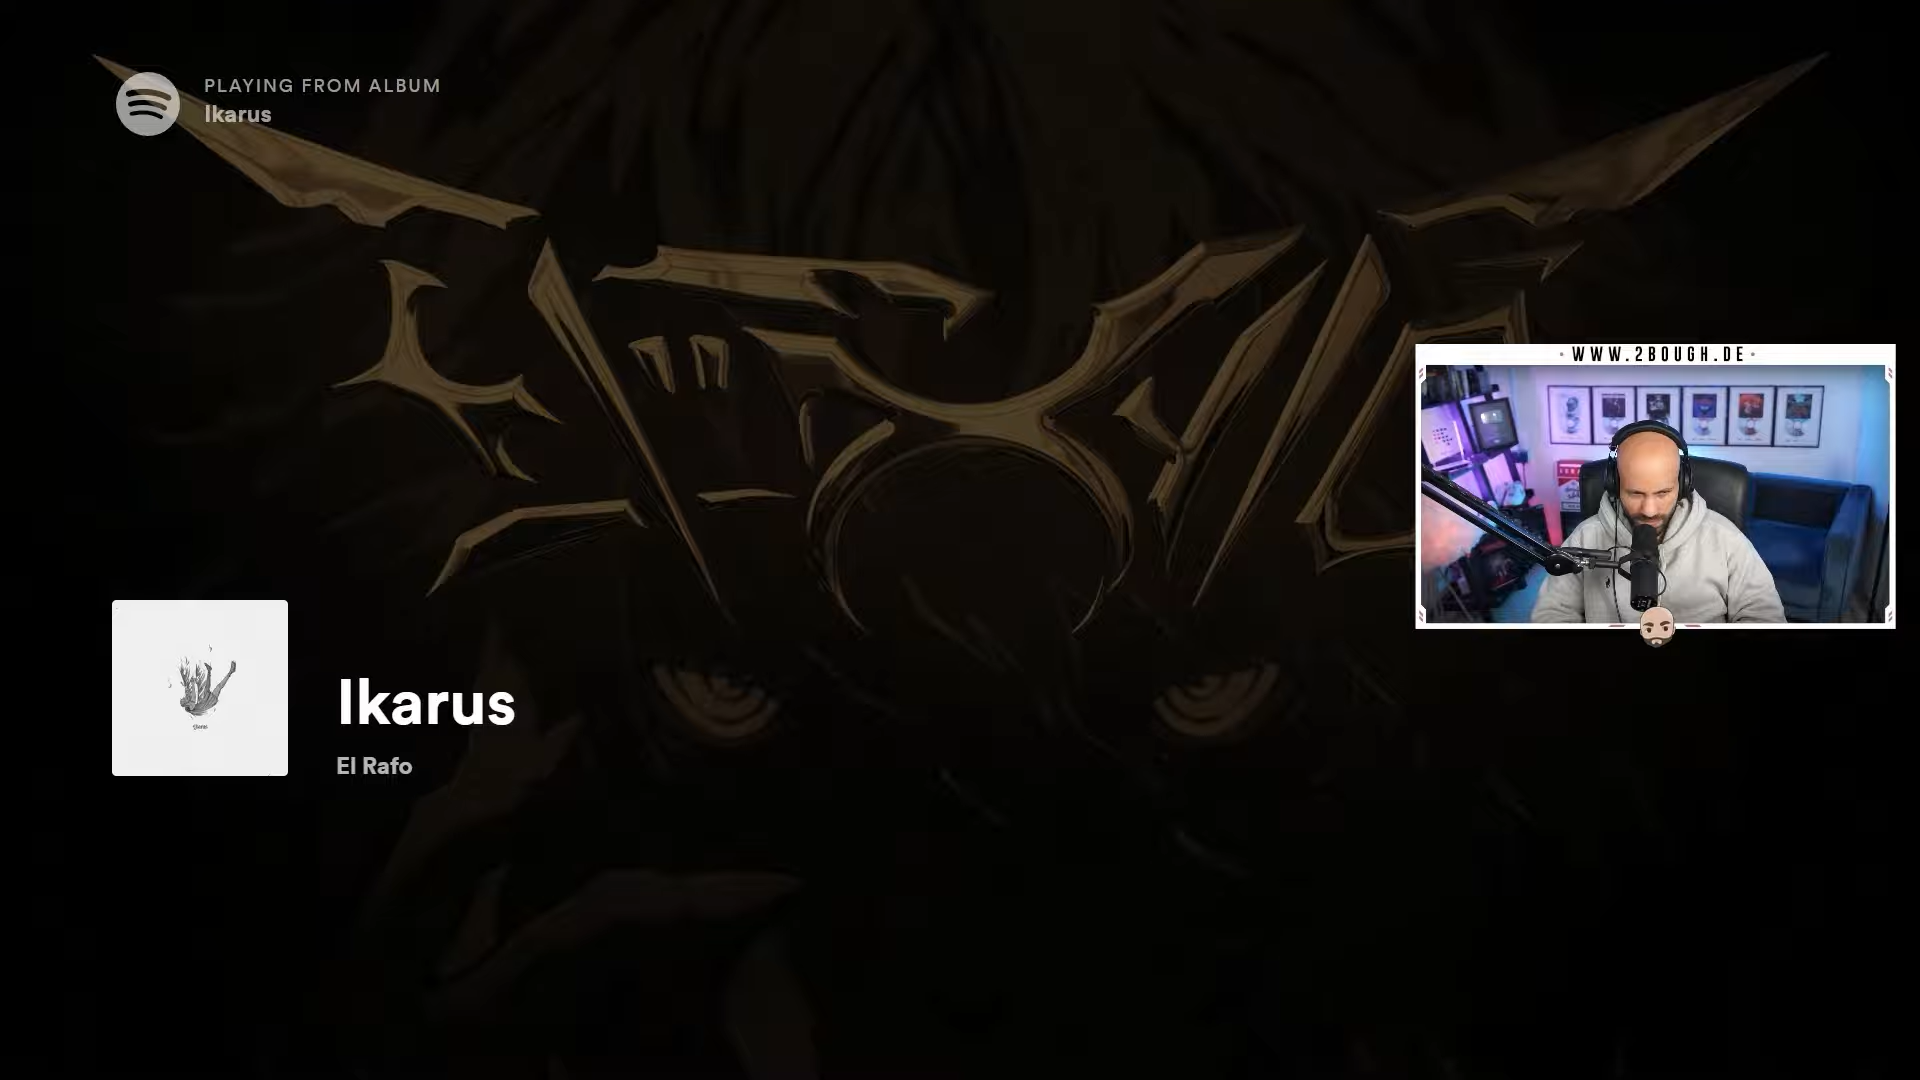 PLAYING FROM ALBUM
Ikarus
WWW.2BOUGH.DE
Ikarus
El Rafo